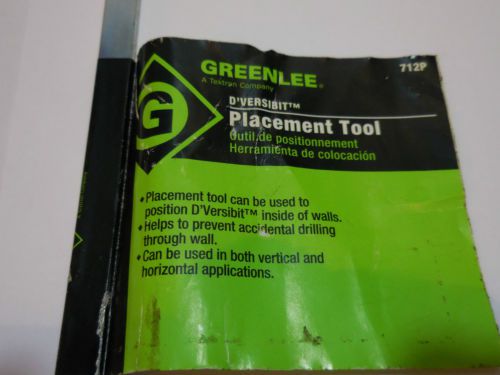 GREENLEE®
A Textron Company
712P
D'VERSIBIT™
Placement Tool
Outil de positionnement
Herramienta de colocación
G
• Placement tool can be used to
position D'Versibit™ inside of walls.
• Helps to prevent accidental drilling
through wall.
• Can be used in both vertical and
horizontal applications.